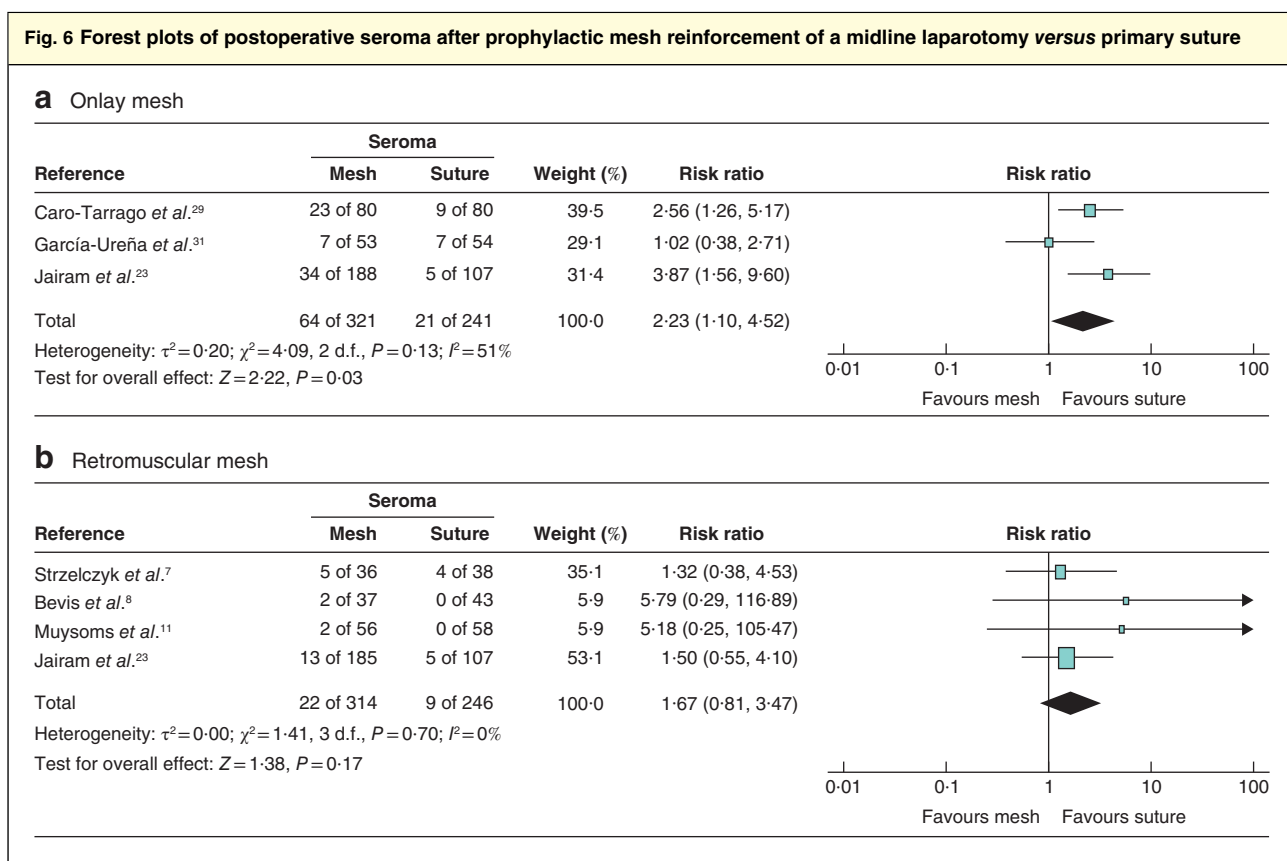 Fig. 6 Forest plots of postoperative seroma after prophylactic mesh reinforcement of a midline laparotomy versus primary suture
a Onlay mesh
Seroma
Reference Mesh Suture Weight (%) Risk ratio Risk ratio
Caro-Tarrago et al.²⁹ 23 of 80 9 of 80 39·5 2·56 (1·26, 5·17)
García-Ureña et al.³¹ 7 of 53 7 of 54 29·1 1·02 (0·38, 2·71)
Jairam et al.²³ 34 of 188 5 of 107 31·4 3·87 (1·56, 9·60)
Total 64 of 321 21 of 241 100·0 2·23 (1·10, 4·52)
Heterogeneity: τ²=0·20; χ²=4·09, 2 d.f., P=0·13; I²=51%
Test for overall effect: Z=2·22, P=0·03
0·01 0·1 1 10 100
Favours mesh Favours suture
b Retromuscular mesh
Seroma
Reference Mesh Suture Weight (%) Risk ratio Risk ratio
Strzelczyk et al.⁷ 5 of 36 4 of 38 35·1 1·32 (0·38, 4·53)
Bevis et al.⁸ 2 of 37 0 of 43 5·9 5·79 (0·29, 116·89)
Muysoms et al.¹¹ 2 of 56 0 of 58 5·9 5·18 (0·25, 105·47)
Jairam et al.²³ 13 of 185 5 of 107 53·1 1·50 (0·55, 4·10)
Total 22 of 314 9 of 246 100·0 1·67 (0·81, 3·47)
Heterogeneity: τ²=0·00; χ²=1·41, 3 d.f., P=0·70; I²=0%
Test for overall effect: Z=1·38, P=0·17
0·01 0·1 1 10 100
Favours mesh Favours suture